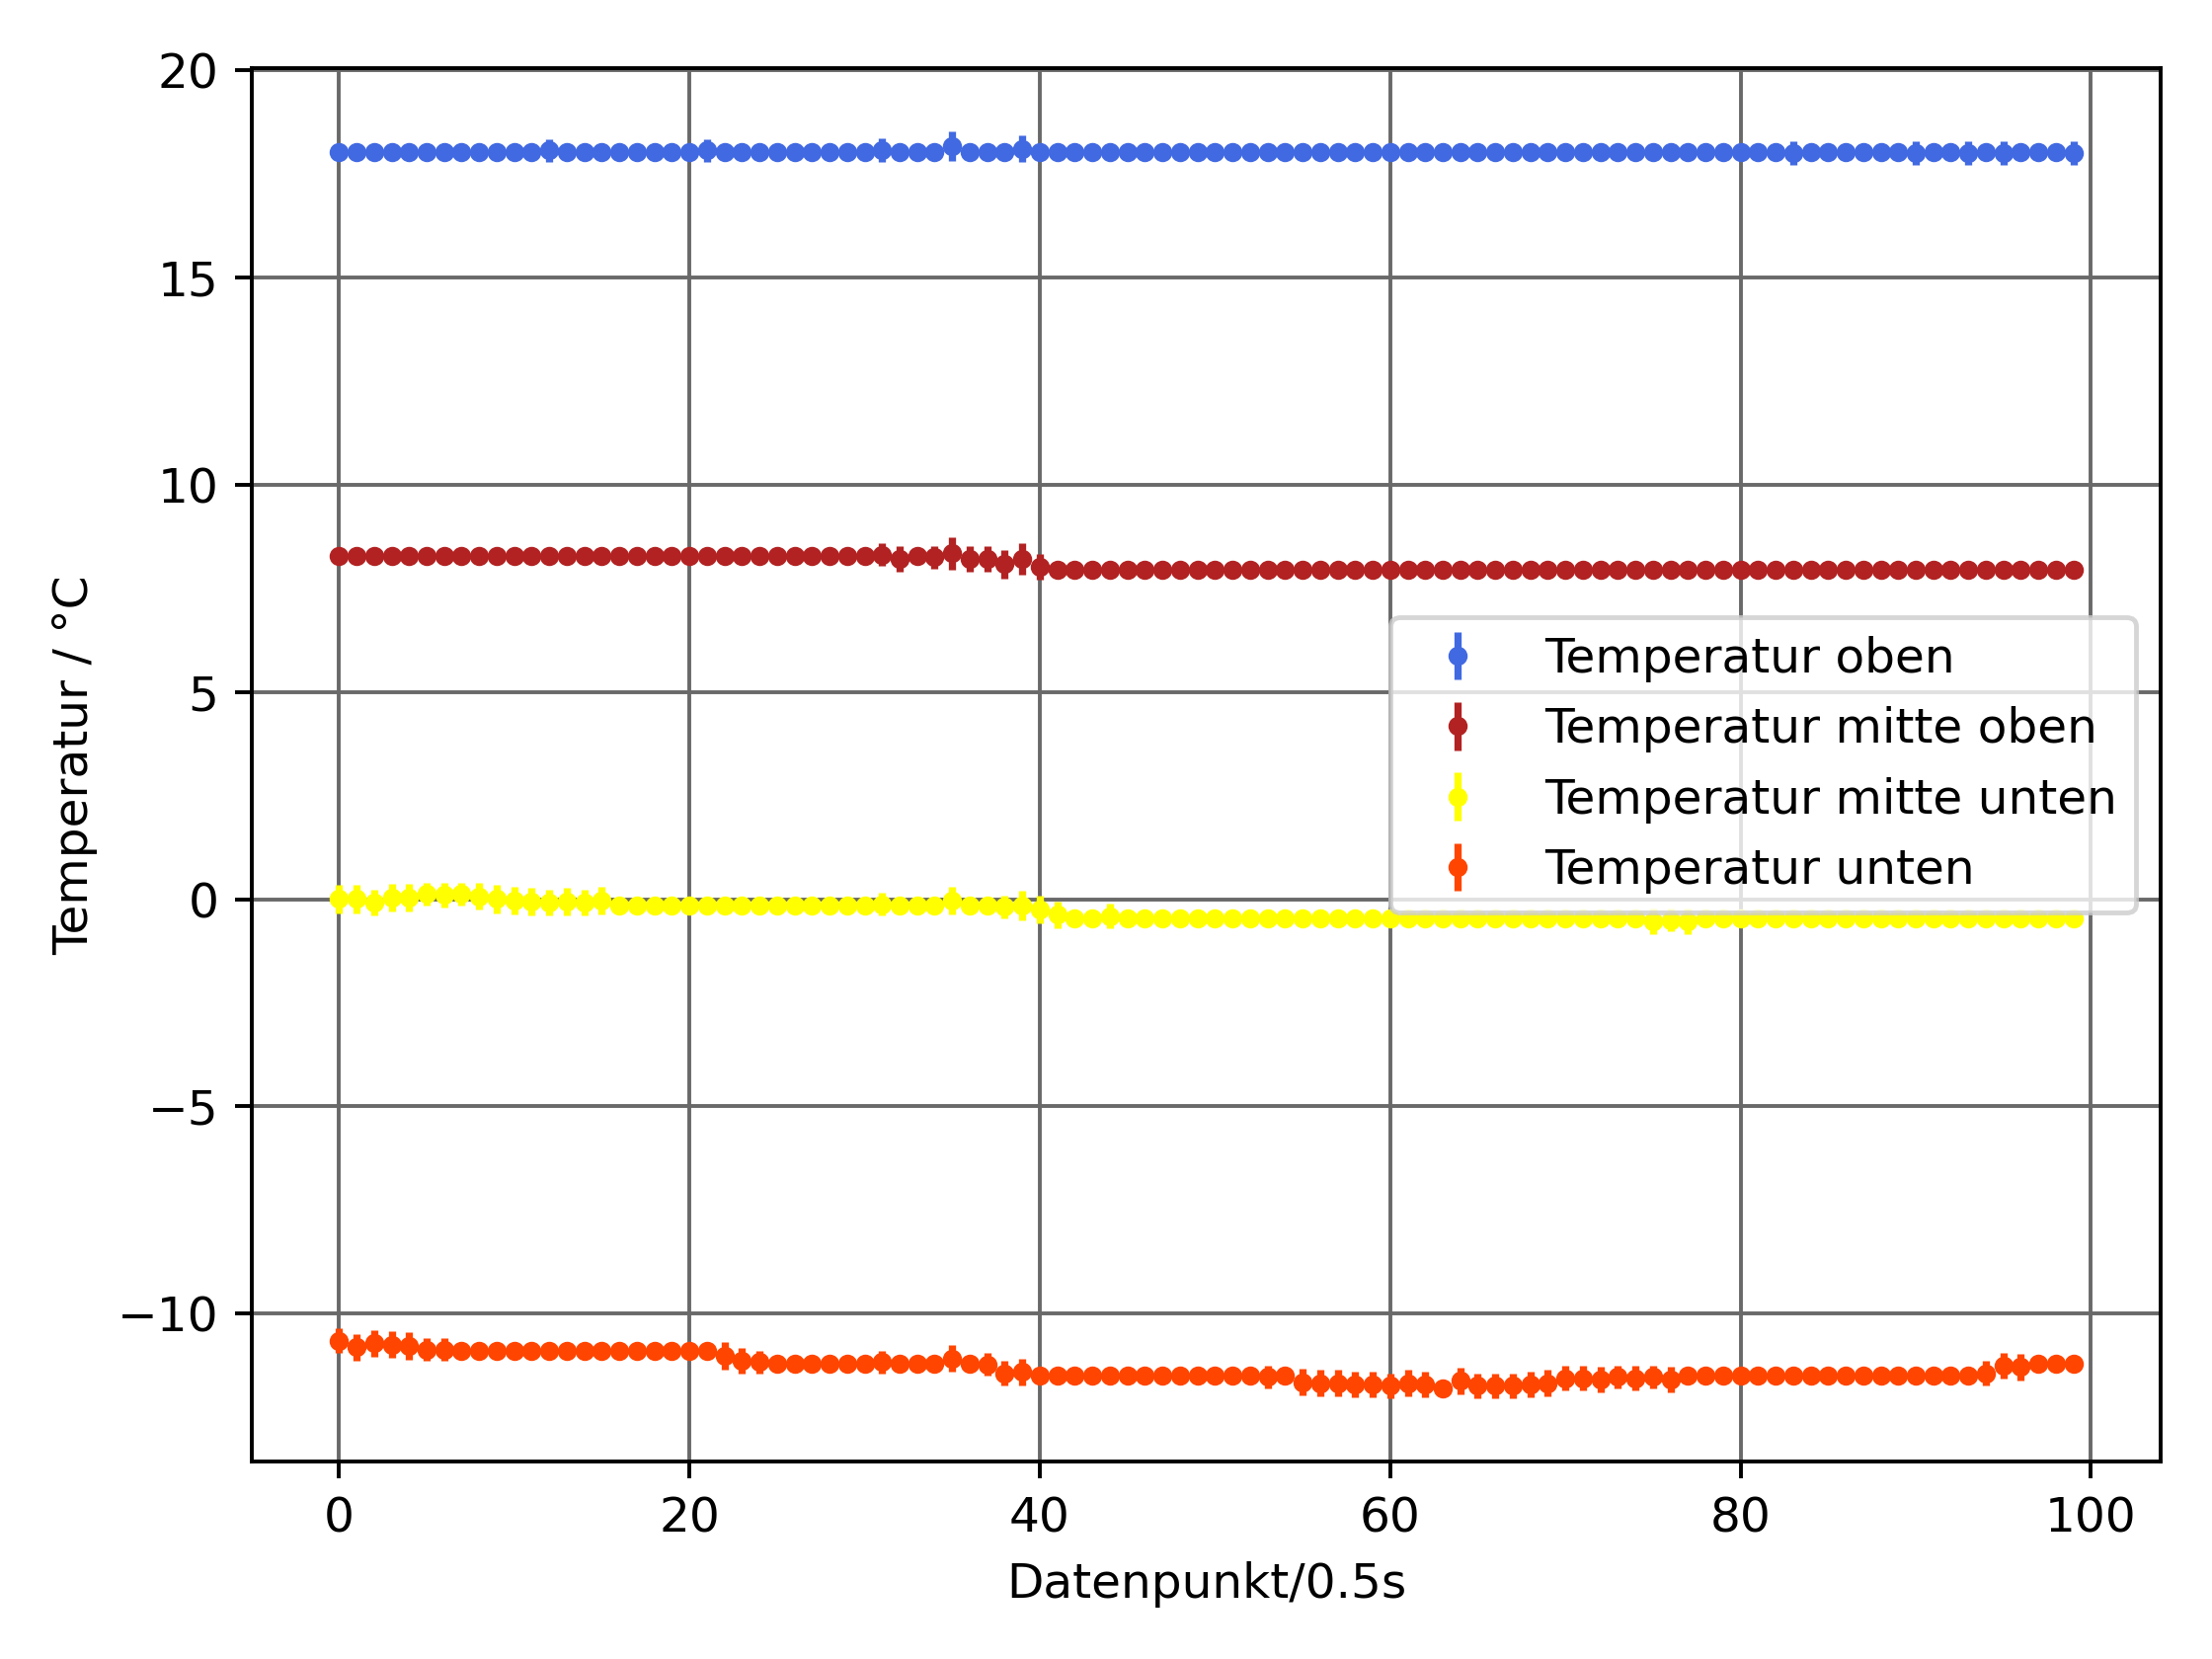 20
15
10
5
0
−5
−10
Temperatur / °C
Temperatur oben
Temperatur mitte oben
Temperatur mitte unten
Temperatur unten
0 20 40 60 80 100
Datenpunkt/0.5s